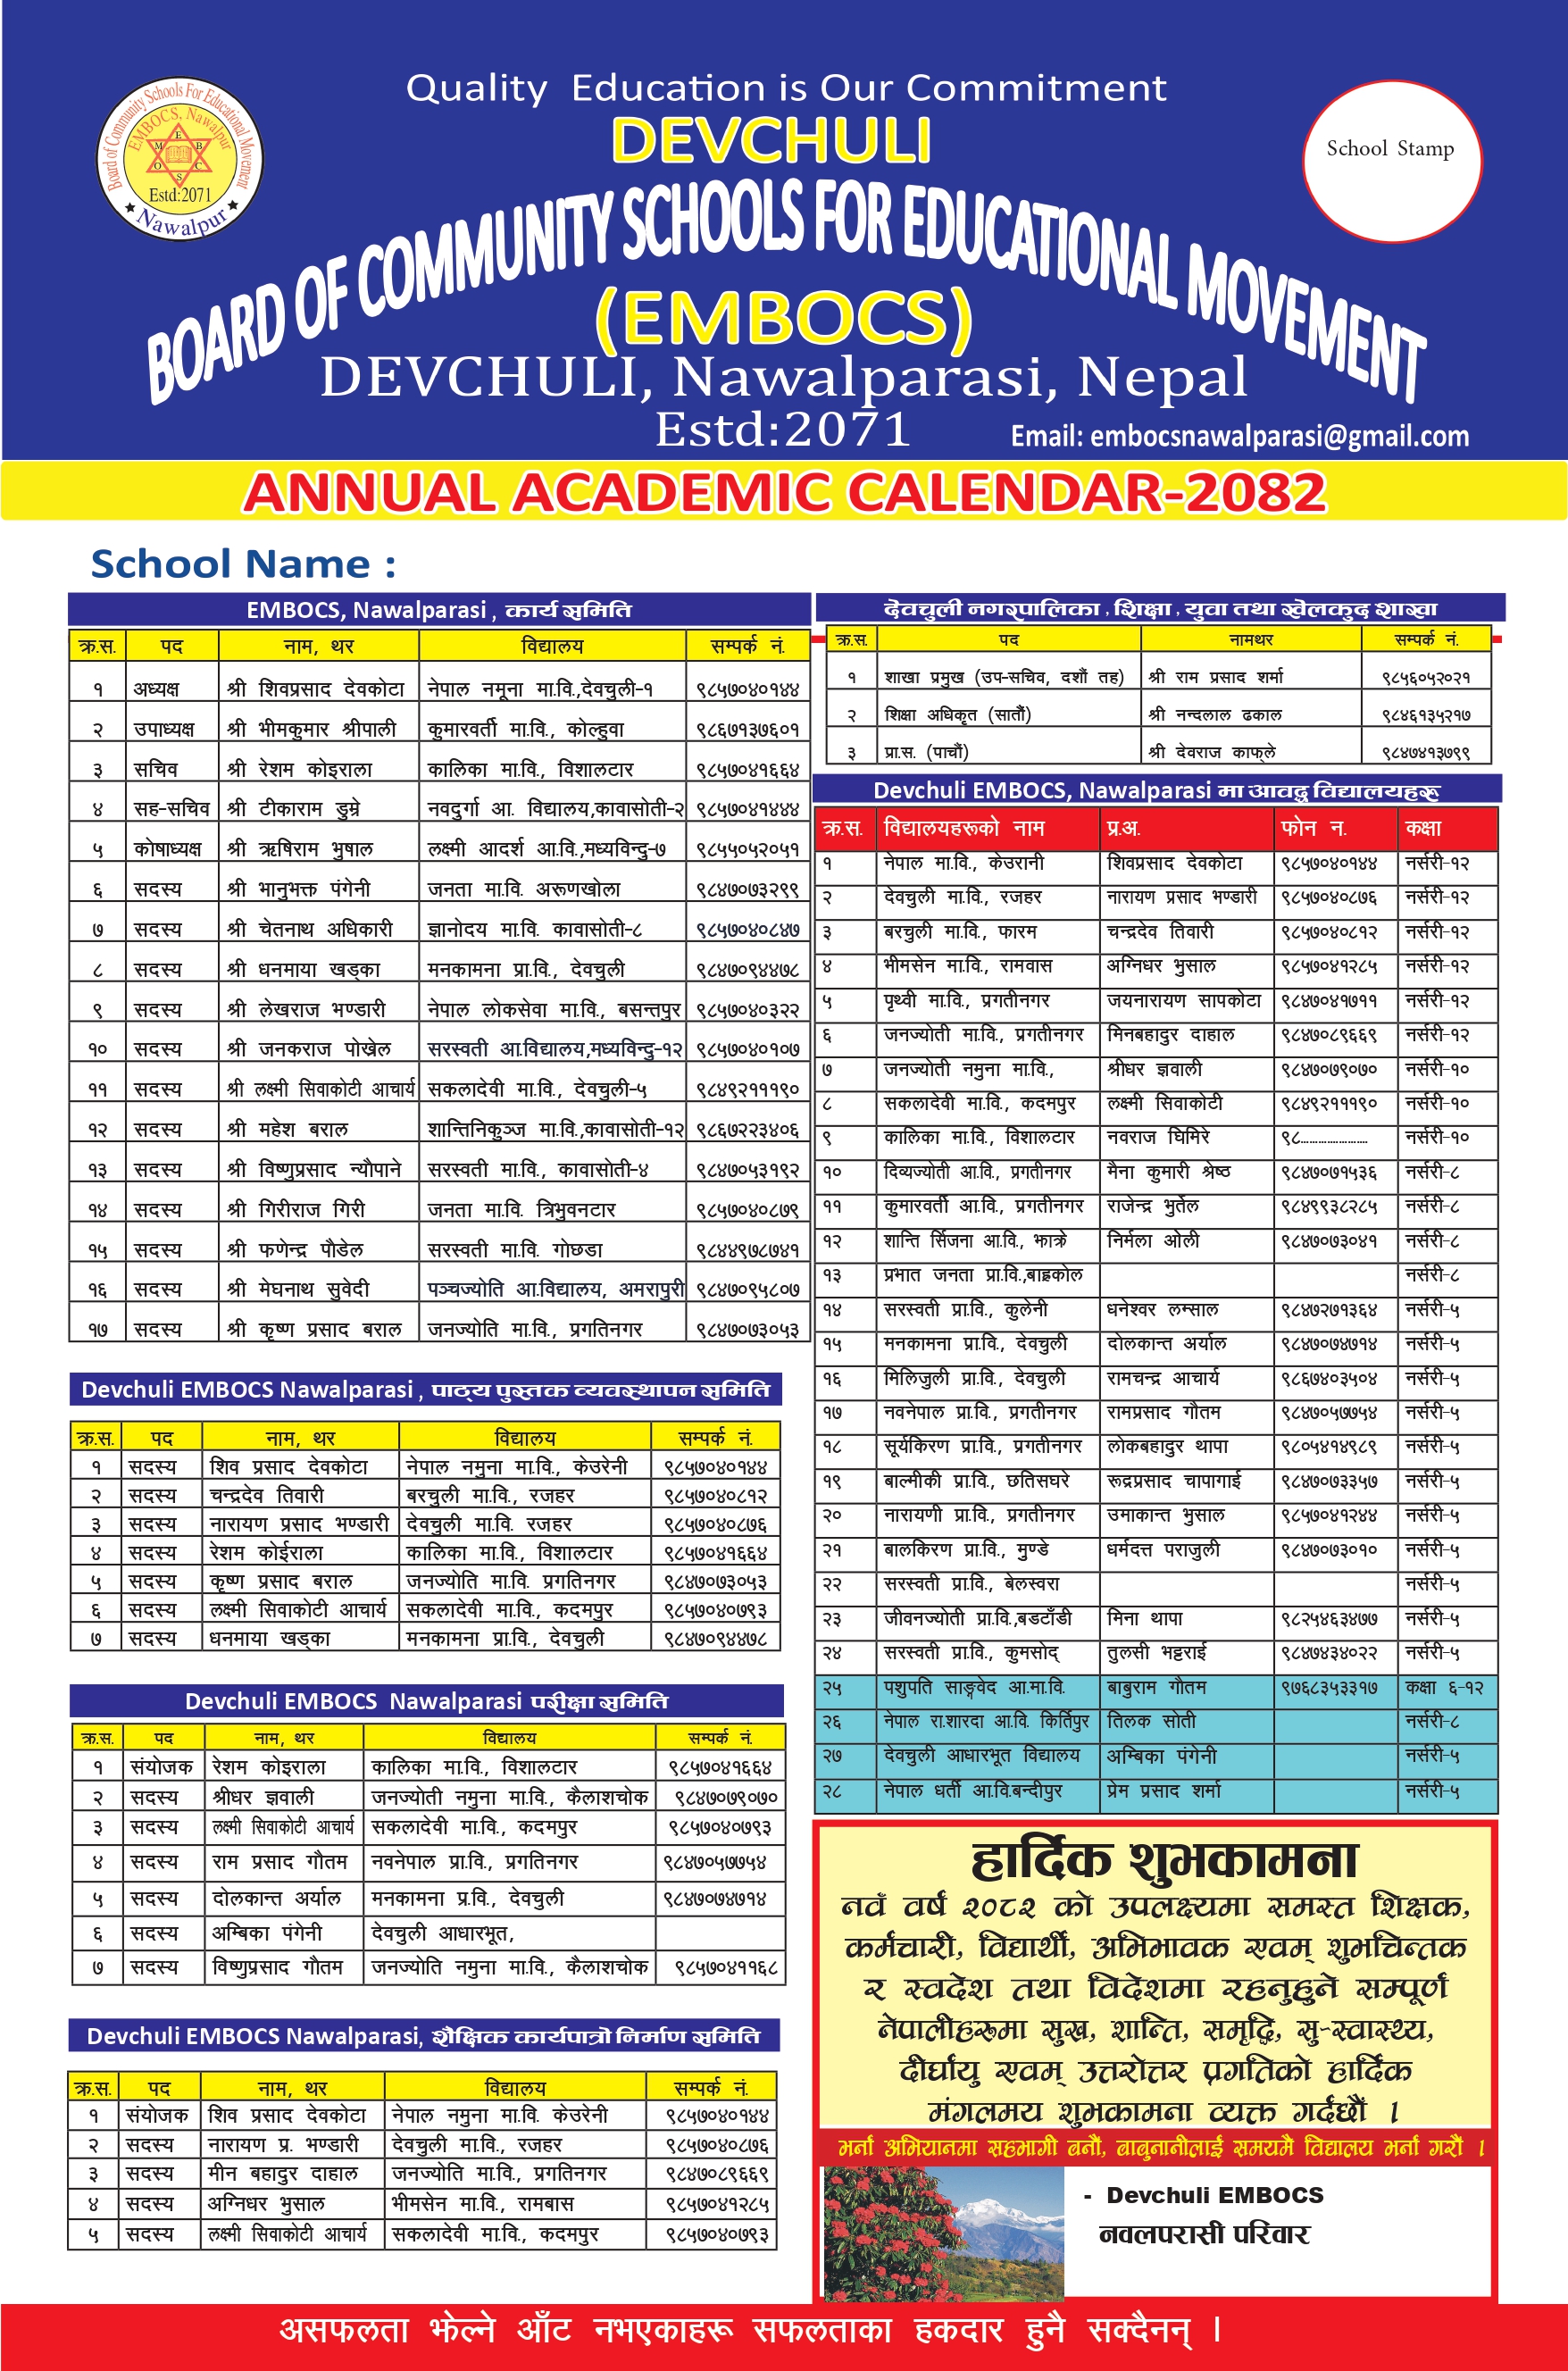 Quality Education is Our Commitment
DEVCHULI
BOARD OF COMMUNITY SCHOOLS FOR EDUCATIONAL MOVEMENT
(EMBOCS)
DEVCHULI, Nawalparasi, Nepal
Estd:2071
Email: embocsnawalparasi@gmail.com
Board of Community Schools For Educational Movement
EMBOCS, Nawalpur
E
M B
O C
S
Estd:2071
Nawalpur
School Stamp
ANNUAL ACADEMIC CALENDAR-2082
School Name :
EMBOCS, Nawalparasi , कार्य समिति
क्र.स. पद नाम, थर विद्यालय सम्पर्क नं.
१ अध्यक्ष श्री शिवप्रसाद देवकोटा नेपाल नमूना मा.वि.,देवचुली-१ ९८५७०४०१४४
२ उपाध्यक्ष श्री भीमकुमार श्रीपाली कुमारवर्ती मा.वि., कोल्हुवा ९८६७१३७६०१
३ सचिव श्री रेशम कोइराला कालिका मा.वि., विशालटार ९८५७०४१६६४
४ सह-सचिव श्री टीकाराम डुम्रे नवदुर्गा आ. विद्यालय,कावासोती-२ ९८५७०४१४४४
५ कोषाध्यक्ष श्री ऋषिराम भुषाल लक्ष्मी आदर्श आ.वि.,मध्यविन्दु-७ ९८५५०५२०५१
६ सदस्य श्री भानुभक्त पंगेनी जनता मा.वि. अरूणखोला ९८४७०७३२९९
७ सदस्य श्री चेतनाथ अधिकारी ज्ञानोदय मा.वि. कावासोती-८ ९८५७०४०८४७
८ सदस्य श्री धनमाया खड्का मनकामना प्रा.वि., देवचुली ९८४७०९४४७८
९ सदस्य श्री लेखराज भण्डारी नेपाल लोकसेवा मा.वि., बसन्तपुर ९८५७०४०३२२
१० सदस्य श्री जनकराज पोख्रेल सरस्वती आ.विद्यालय,मध्यविन्दु-१२ ९८५७०४०१०७
११ सदस्य श्री लक्ष्मी सिवाकोटी आचार्य सकलादेवी मा.वि., देवचुली-५ ९८४९२१११९०
१२ सदस्य श्री महेश बराल शान्तिनिकुञ्ज मा.वि.,कावासोती-१२ ९८६७२२३४०६
१३ सदस्य श्री विष्णुप्रसाद न्यौपाने सरस्वती मा.वि., कावासोती-४ ९८४७०५३१९२
१४ सदस्य श्री गिरीराज गिरी जनता मा.वि. त्रिभुवनटार ९८५७०४०८७९
१५ सदस्य श्री फणेन्द्र पौडेल सरस्वती मा.वि. गोछडा ९८४४९७८७४१
१६ सदस्य श्री मेघनाथ सुवेदी पञ्चज्योति आ.विद्यालय, अमरापुरी ९८४७०९५८०७
१७ सदस्य श्री कृष्ण प्रसाद बराल जनज्योति मा.वि., प्रगतिनगर ९८४७०७३०५३
Devchuli EMBOCS Nawalparasi , पाठ्य पुस्तक व्यवस्थापन समिति
क्र.स. पद नाम, थर विद्यालय सम्पर्क नं.
१ सदस्य शिव प्रसाद देवकोटा नेपाल नमुना मा.वि., केउरेनी ९८५७०४०१४४
२ सदस्य चन्द्रदेव तिवारी बरचुली मा.वि., रजहर ९८५७०४०८१२
३ सदस्य नारायण प्रसाद भण्डारी देवचुली मा.वि. रजहर ९८५७०४०८७६
४ सदस्य रेशम कोईराला कालिका मा.वि., विशालटार ९८५७०४१६६४
५ सदस्य कृष्ण प्रसाद बराल जनज्योति मा.वि. प्रगतिनगर ९८४७०७३०५३
६ सदस्य लक्ष्मी सिवाकोटी आचार्य सकलादेवी मा.वि., कदमपुर ९८५७०४०७९३
७ सदस्य धनमाया खड्का मनकामना प्रा.वि., देवचुली ९८४७०९४४७८
Devchuli EMBOCS Nawalparasi परीक्षा समिति
क्र.स. पद नाम, थर विद्यालय सम्पर्क नं.
१ संयोजक रेशम कोइराला कालिका मा.वि., विशालटार ९८५७०४१६६४
२ सदस्य श्रीधर ज्ञवाली जनज्योती नमुना मा.वि., कैलाशचोक ९८४७०७९०७०
३ सदस्य लक्ष्मी सिवाकोटी आचार्य सकलादेवी मा.वि., कदमपुर ९८५७०४०७९३
४ सदस्य राम प्रसाद गौतम नवनेपाल प्रा.वि., प्रगतिनगर ९८४७०५७७५४
५ सदस्य दोलकान्त अर्याल मनकामना प्र.वि., देवचुली ९८४७०७४७१४
६ सदस्य अम्बिका पंगेनी देवचुली आधारभूत,
७ सदस्य विष्णुप्रसाद गौतम जनज्योति नमुना मा.वि., कैलाशचोक ९८५७०४११६८
Devchuli EMBOCS Nawalparasi, शैक्षिक कार्यपात्रो निर्माण समिति
क्र.स. पद नाम, थर विद्यालय सम्पर्क नं.
१ संयोजक शिव प्रसाद देवकोटा नेपाल नमुना मा.वि. केउरेनी ९८५७०४०१४४
२ सदस्य नारायण प्र. भण्डारी देवचुली मा.वि., रजहर ९८५७०४०८७६
३ सदस्य मीन बहादुर दाहाल जनज्योति मा.वि., प्रगतिनगर ९८४७०८९६६९
४ सदस्य अग्निधर भुसाल भीमसेन मा.वि., रामबास ९८५७०४१२८५
५ सदस्य लक्ष्मी सिवाकोटी आचार्य सकलादेवी मा.वि., कदमपुर ९८५७०४०७९३
देवचुली नगरपालिका , शिक्षा , युवा तथा खेलकुद शाखा
क्र.स. पद नामथर सम्पर्क नं.
१ शाखा प्रमुख (उप-सचिव, दशौं तह) श्री राम प्रसाद शर्मा ९८५६०५२०२१
२ शिक्षा अधिकृत (सातौं) श्री नन्दलाल ढकाल ९८४६१३५२१७
३ प्रा.स. (पाचौं) श्री देवराज काफ्ले ९८४७४१३७९९
Devchuli EMBOCS, Nawalparasi मा आवद्ध विद्यालयहरू
क्र.स. विद्यालयहरूको नाम प्र.अ. फोन न. कक्षा
१ नेपाल मा.वि., केउरानी शिवप्रसाद देवकोटा ९८५७०४०१४४ नर्सरी-१२
२ देवचुली मा.वि., रजहर नारायण प्रसाद भण्डारी ९८५७०४०८७६ नर्सरी-१२
३ बरचुली मा.वि., फारम चन्द्रदेव तिवारी ९८५७०४०८१२ नर्सरी-१२
४ भीमसेन मा.वि., रामवास अग्निधर भुसाल ९८५७०४१२८५ नर्सरी-१२
५ पृथ्वी मा.वि., प्रगतीनगर जयनारायण सापकोटा ९८४७०४१७११ नर्सरी-१२
६ जनज्योती मा.वि., प्रगतीनगर मिनबहादुर दाहाल ९८४७०८९६६९ नर्सरी-१२
७ जनज्योती नमुना मा.वि., श्रीधर ज्ञवाली ९८४७०७९०७० नर्सरी-१०
८ सकलादेवी मा.वि., कदमपुर लक्ष्मी सिवाकोटी ९८४९२१११९० नर्सरी-१०
९ कालिका मा.वि., विशालटार नवराज घिमिरे ९८...................... नर्सरी-१०
१० दिव्यज्योती आ.वि., प्रगतीनगर मैना कुमारी श्रेष्ठ ९८४७०७१५३६ नर्सरी-८
११ कुमारवर्ती आ.वि., प्रगतीनगर राजेन्द्र भुर्तेल ९८४९९३८२८५ नर्सरी-८
१२ शान्ति र्सिजना आ.वि., झाक्रे निर्मला ओली ९८४७०७३०४१ नर्सरी-८
१३ प्रभात जनता प्रा.वि.,बाह्रकोल नर्सरी-८
१४ सरस्वती प्रा.वि., कुलेनी धनेश्वर लम्साल ९८४७२७१३६४ नर्सरी-५
१५ मनकामना प्रा.वि., देवचुली दोलकान्त अर्याल ९८४७०७४७१४ नर्सरी-५
१६ मिलिजुली प्रा.वि., देवचुली रामचन्द्र आचार्य ९८६७४०३५०४ नर्सरी-५
१७ नवनेपाल प्रा.वि., प्रगतीनगर रामप्रसाद गौतम ९८४७०५७७५४ नर्सरी-५
१८ सूर्यकिरण प्रा.वि., प्रगतीनगर लोकबहादुर थापा ९८०५४१४९८९ नर्सरी-५
१९ बाल्मीकी प्रा.वि., छतिसघरे रूद्रप्रसाद चापागाई ९८४७०७३३५७ नर्सरी-५
२० नारायणी प्रा.वि., प्रगतीनगर उमाकान्त भुसाल ९८५७०४१२४४ नर्सरी-५
२१ बालकिरण प्रा.वि., मुण्डे धर्मदत्त पराजुली ९८४७०७३०१० नर्सरी-५
२२ सरस्वती प्रा.वि., बेलस्वरा नर्सरी-५
२३ जीवनज्योती प्रा.वि.,बडटाँडी मिना थापा ९८२५४६३४७७ नर्सरी-५
२४ सरस्वती प्रा.वि., कुमसोद् तुलसी भट्टराई ९८४७४३४०२२ नर्सरी-५
२५ पशुपति साङ्गवेद आ.मा.वि. बाबुराम गौतम ९७६८३५३३१७ कक्षा ६-१२
२६ नेपाल रा.शारदा आ.वि. किर्तिपुर तिलक सोती नर्सरी-८
२७ देवचुली आधारभूत विद्यालय अम्बिका पंगेनी नर्सरी-५
२८ नेपाल धर्ती आ.वि.बन्दीपुर प्रेम प्रसाद शर्मा नर्सरी-५
हार्दिक शुभकामना
नवँ वर्ष २०८२ को उपलक्ष्यमा समस्त शिक्षक,
कर्मचारी, विद्यार्थी, अभिभावक एवम् शुभचिन्तक
र स्वदेश तथा विदेशमा रहनुहुने सम्पूर्ण
नेपालीहरूमा सुख, शान्ति, समृद्धि, सु-स्वास्थ्य,
दीर्घायु एवम् उत्तरोत्तर प्रगतिको हार्दिक
मंगलमय शुभकामना व्यक्त गर्दछौं ।
भर्ना अभियानमा सहभागी बनौं, बाबुनानीलाई समयमै विद्यालय भर्ना गरौं ।
- Devchuli EMBOCS
नवलपरासी परिवार
असफलता झेल्ने आँट नभएकाहरू सफलताका हकदार हुनै सक्दैनन् ।